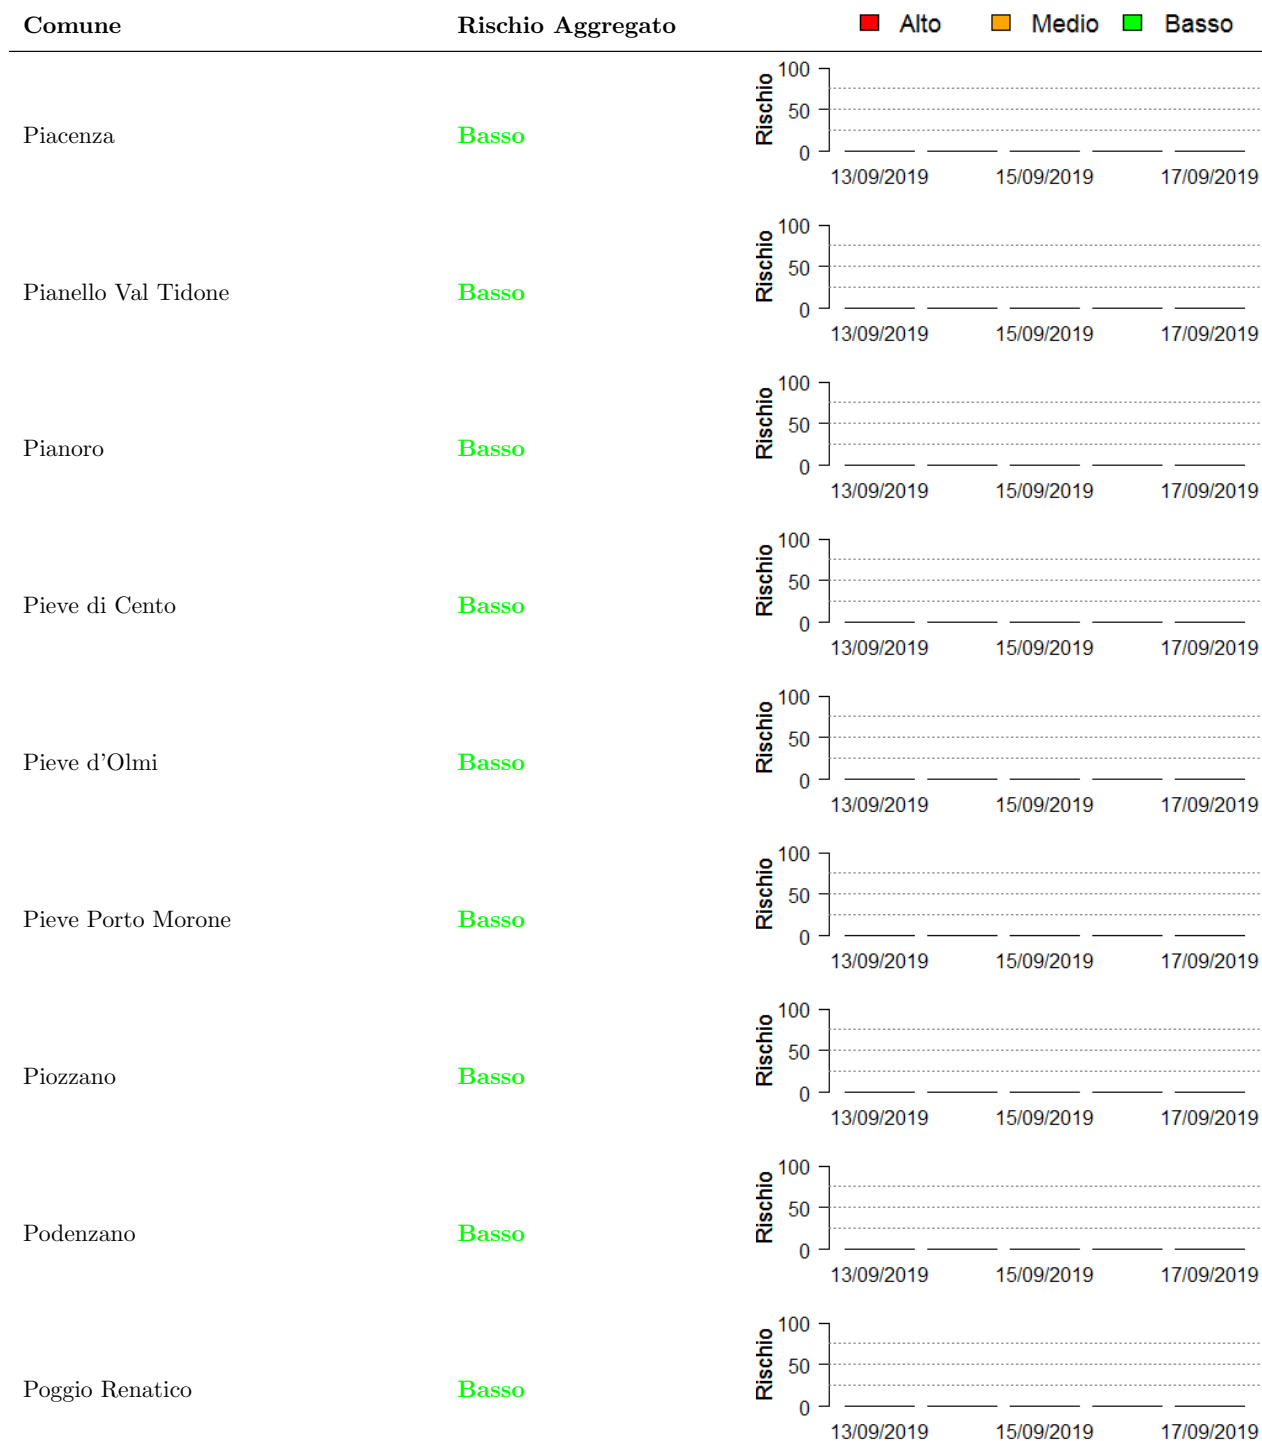 Comune Rischio Aggregato Alto Medio Basso
100
50
0
Rischio
Piacenza Basso
13/09/2019 15/09/2019 17/09/2019
100
50
0
Rischio
Pianello Val Tidone Basso
13/09/2019 15/09/2019 17/09/2019
100
50
0
Rischio
Pianoro Basso
13/09/2019 15/09/2019 17/09/2019
100
50
0
Rischio
Pieve di Cento Basso
13/09/2019 15/09/2019 17/09/2019
100
50
0
Rischio
Pieve d'Olmi Basso
13/09/2019 15/09/2019 17/09/2019
100
50
0
Rischio
Pieve Porto Morone Basso
13/09/2019 15/09/2019 17/09/2019
100
50
0
Rischio
Piozzano Basso
13/09/2019 15/09/2019 17/09/2019
100
50
0
Rischio
Podenzano Basso
13/09/2019 15/09/2019 17/09/2019
100
50
0
Rischio
Poggio Renatico Basso
13/09/2019 15/09/2019 17/09/2019